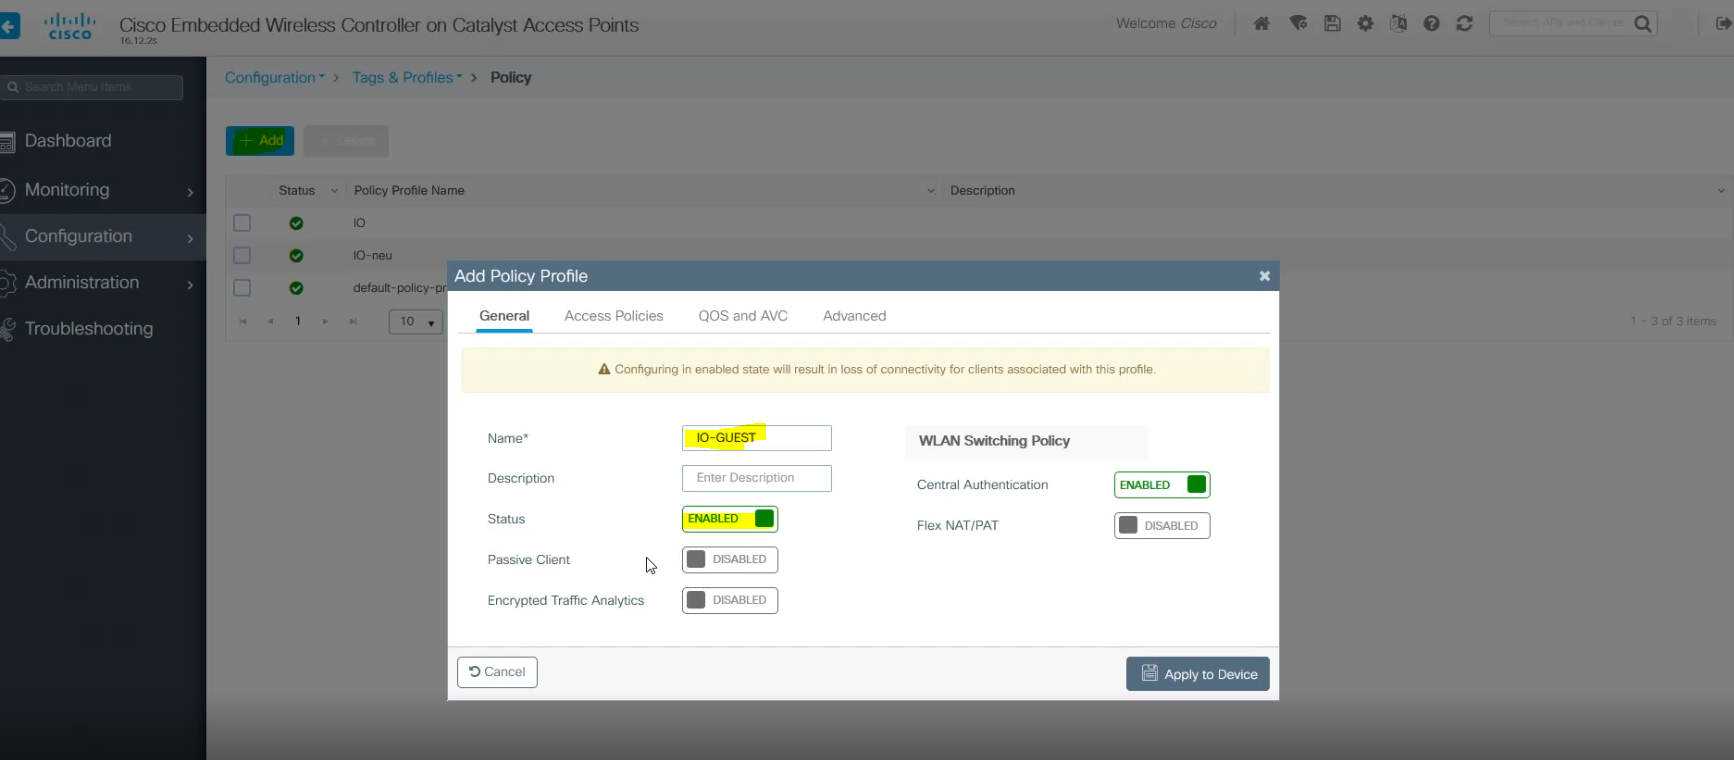 Cisco Embedded Wireless Controller on Catalyst Access Points
16.12.2s
Welcome Cisco
Search APs and Clients
Search Menu Items
Configuration > Tags & Profiles > Policy
Dashboard
Monitoring
Configuration
Administration
Troubleshooting
+ Add
× Delete
Status Policy Profile Name Description
IO
IO-neu
default-policy-pr
1 10
1 - 3 of 3 items
Add Policy Profile
General Access Policies QOS and AVC Advanced
Configuring in enabled state will result in loss of connectivity for clients associated with this profile.
Name* IO-GUEST
WLAN Switching Policy
Description Enter Description
Central Authentication ENABLED
Status ENABLED
Flex NAT/PAT DISABLED
Passive Client DISABLED
Encrypted Traffic Analytics DISABLED
Cancel
Apply to Device